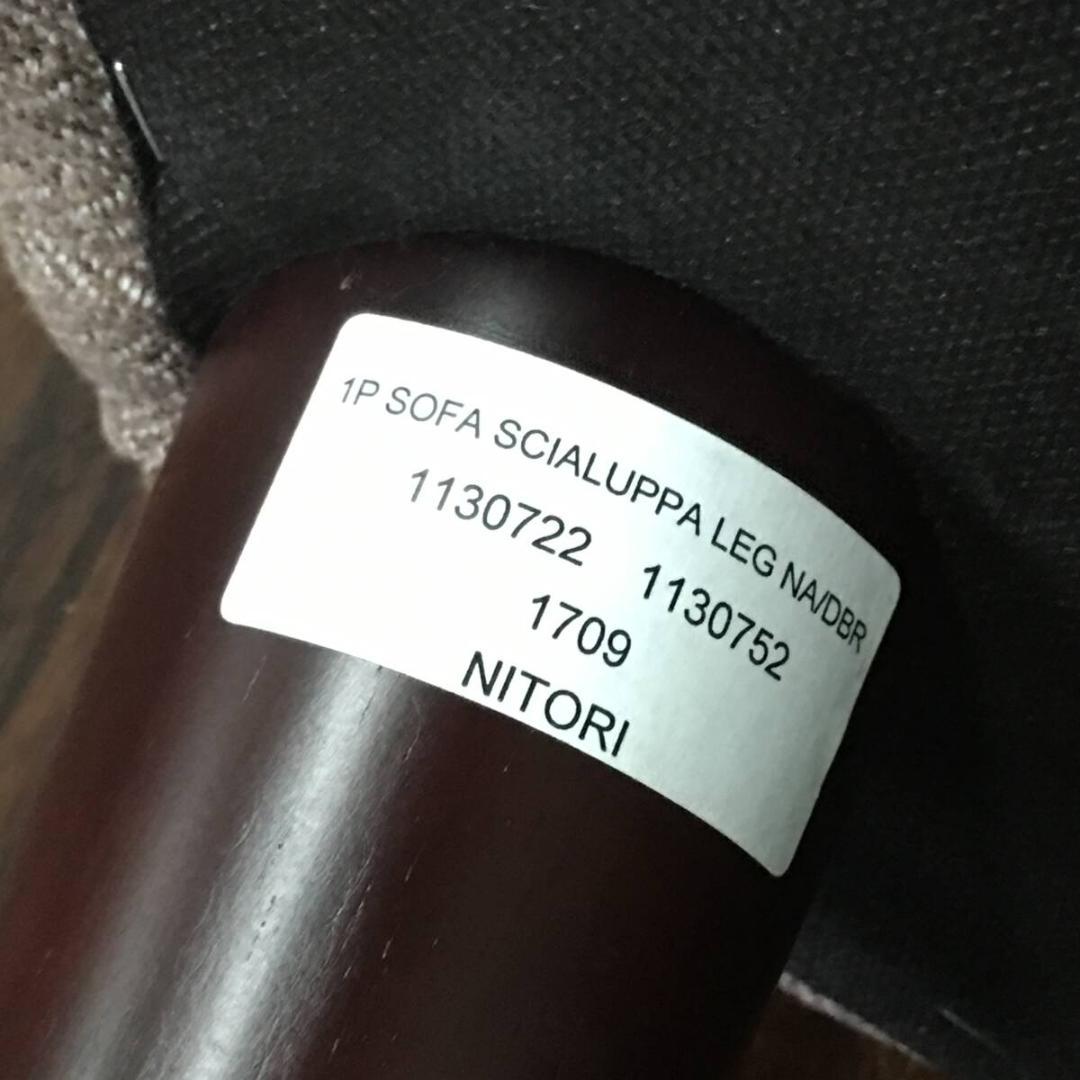 1P SOFA SCIALUPPA LEG NA/DBR
1130722 1130752
1709
NITORI